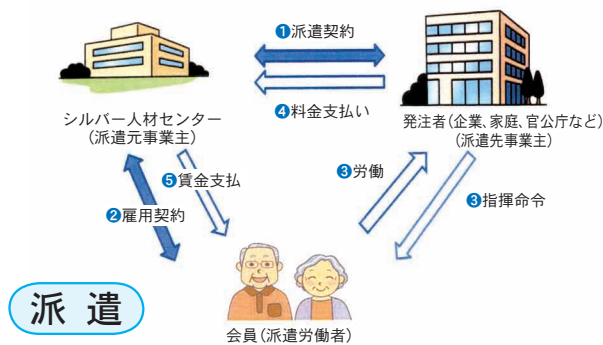 ❶派遣契約
❹料金支払い
シルバー人材センター
(派遣元事業主)
発注者(企業、家庭、官公庁など)
(派遣先事業主)
❺賃金支払
❸労働
❷雇用契約
❸指揮命令
派遣
会員(派遣労働者)